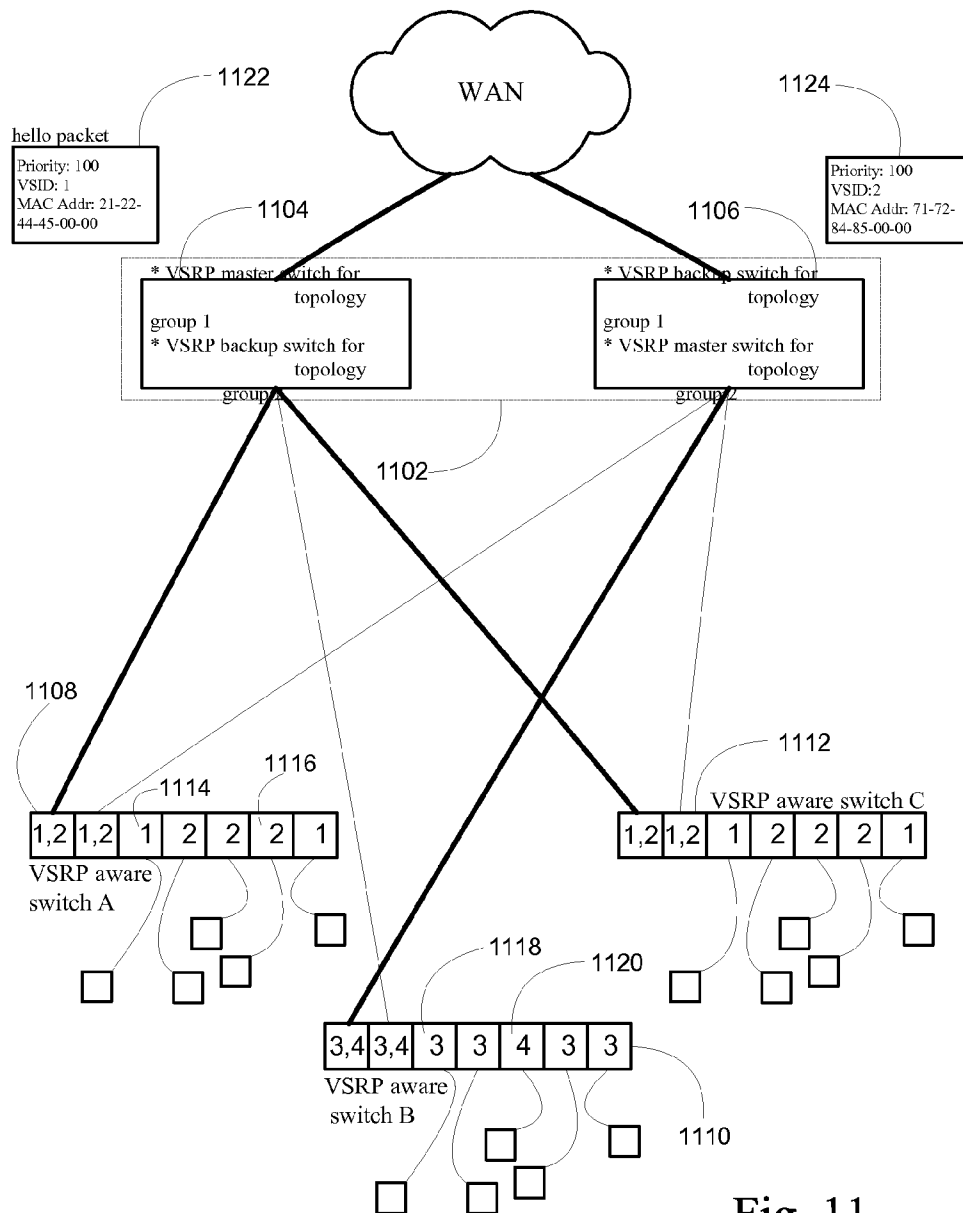 WAN
1122
1124
hello packet
Priority: 100
VSID: 1
MAC Addr: 21-22-
44-45-00-00
Priority: 100
VSID:2
MAC Addr: 71-72-
84-85-00-00
1104
1106
* VSRP master switch for
topology
group 1
* VSRP backup switch for
topology
group
* VSRP backup switch for
topology
group 1
* VSRP master switch for
topology
group 2
1102
1108
1114
1116
1112
VSRP aware switch C
1,2 1,2 1 2 2 2 1
1,2 1,2 1 2 2 2 1
VSRP aware
switch A
1118
1120
3,4 3,4 3 3 4 3 3
VSRP aware
switch B
1110
Fig. 11